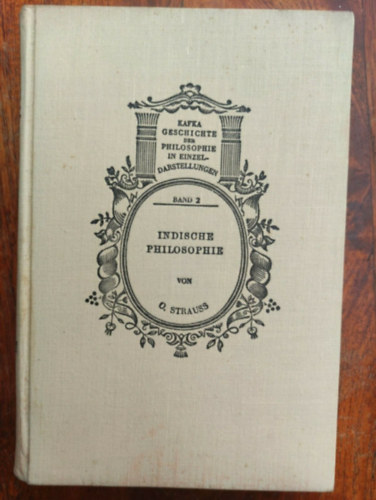 KAFKA
GESCHICHTE
DER
PHILOSOPHIE
IN EINZEL-
DARSTELLUNGEN
BAND 2
INDISCHE
PHILOSOPHIE
VON
O. STRAUSS